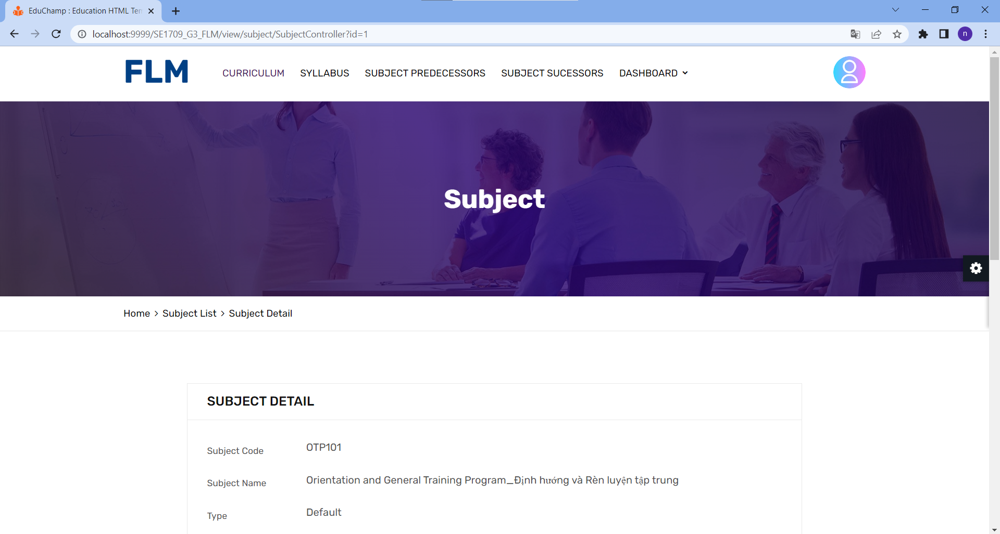 EduChamp : Education HTML Tem
localhost:9999/SE1709_G3_FLM/view/subject/SubjectController?id=1
n
FLM CURRICULUM SYLLABUS SUBJECT PREDECESSORS SUBJECT SUCESSORS DASHBOARD
Subject
Home > Subject List > Subject Detail
SUBJECT DETAIL
Subject Code OTP101
Subject Name Orientation and General Training Program_Định hướng và Rèn luyện tập trung
Type Default